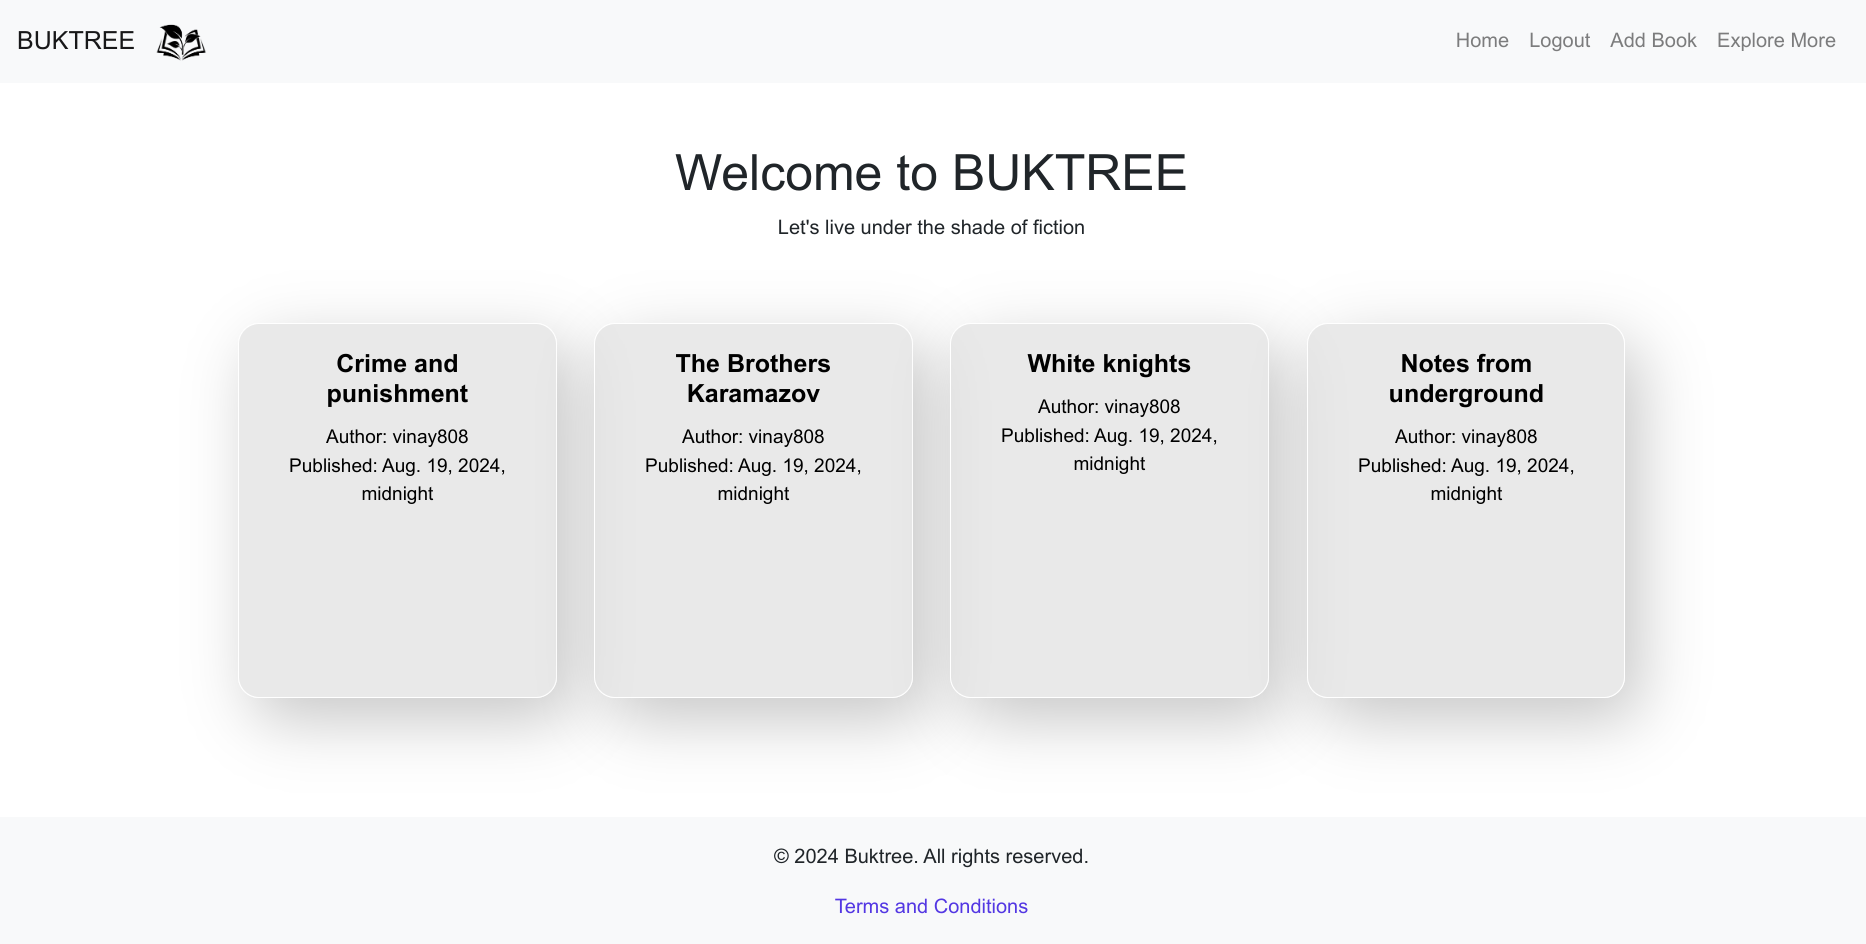 BUKTREE
Home Logout Add Book Explore More
Welcome to BUKTREE
Let's live under the shade of fiction
Crime and
punishment
Author: vinay808
Published: Aug. 19, 2024,
midnight
The Brothers
Karamazov
Author: vinay808
Published: Aug. 19, 2024,
midnight
White knights
Author: vinay808
Published: Aug. 19, 2024,
midnight
Notes from
underground
Author: vinay808
Published: Aug. 19, 2024,
midnight
© 2024 Buktree. All rights reserved.
Terms and Conditions